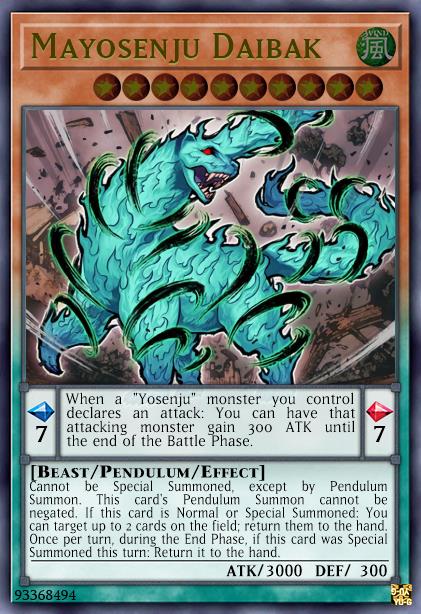 MAYOSENJU DAIBAK
WIND
風
When a "Yosenju" monster you control
declares an attack: You can have that
attacking monster gain 300 ATK until
the end of the Battle Phase.
7
7
[BEAST/PENDULUM/EFFECT]
Cannot be Special Summoned, except by Pendulum
Summon. This card's Pendulum Summon cannot be
negated. If this card is Normal or Special Summoned: You
can target up to 2 cards on the field; return them to the hand.
Once per turn, during the End Phase, if this card was Special
Summoned this turn: Return it to the hand.
ATK/3000 DEF/ 300
93368494